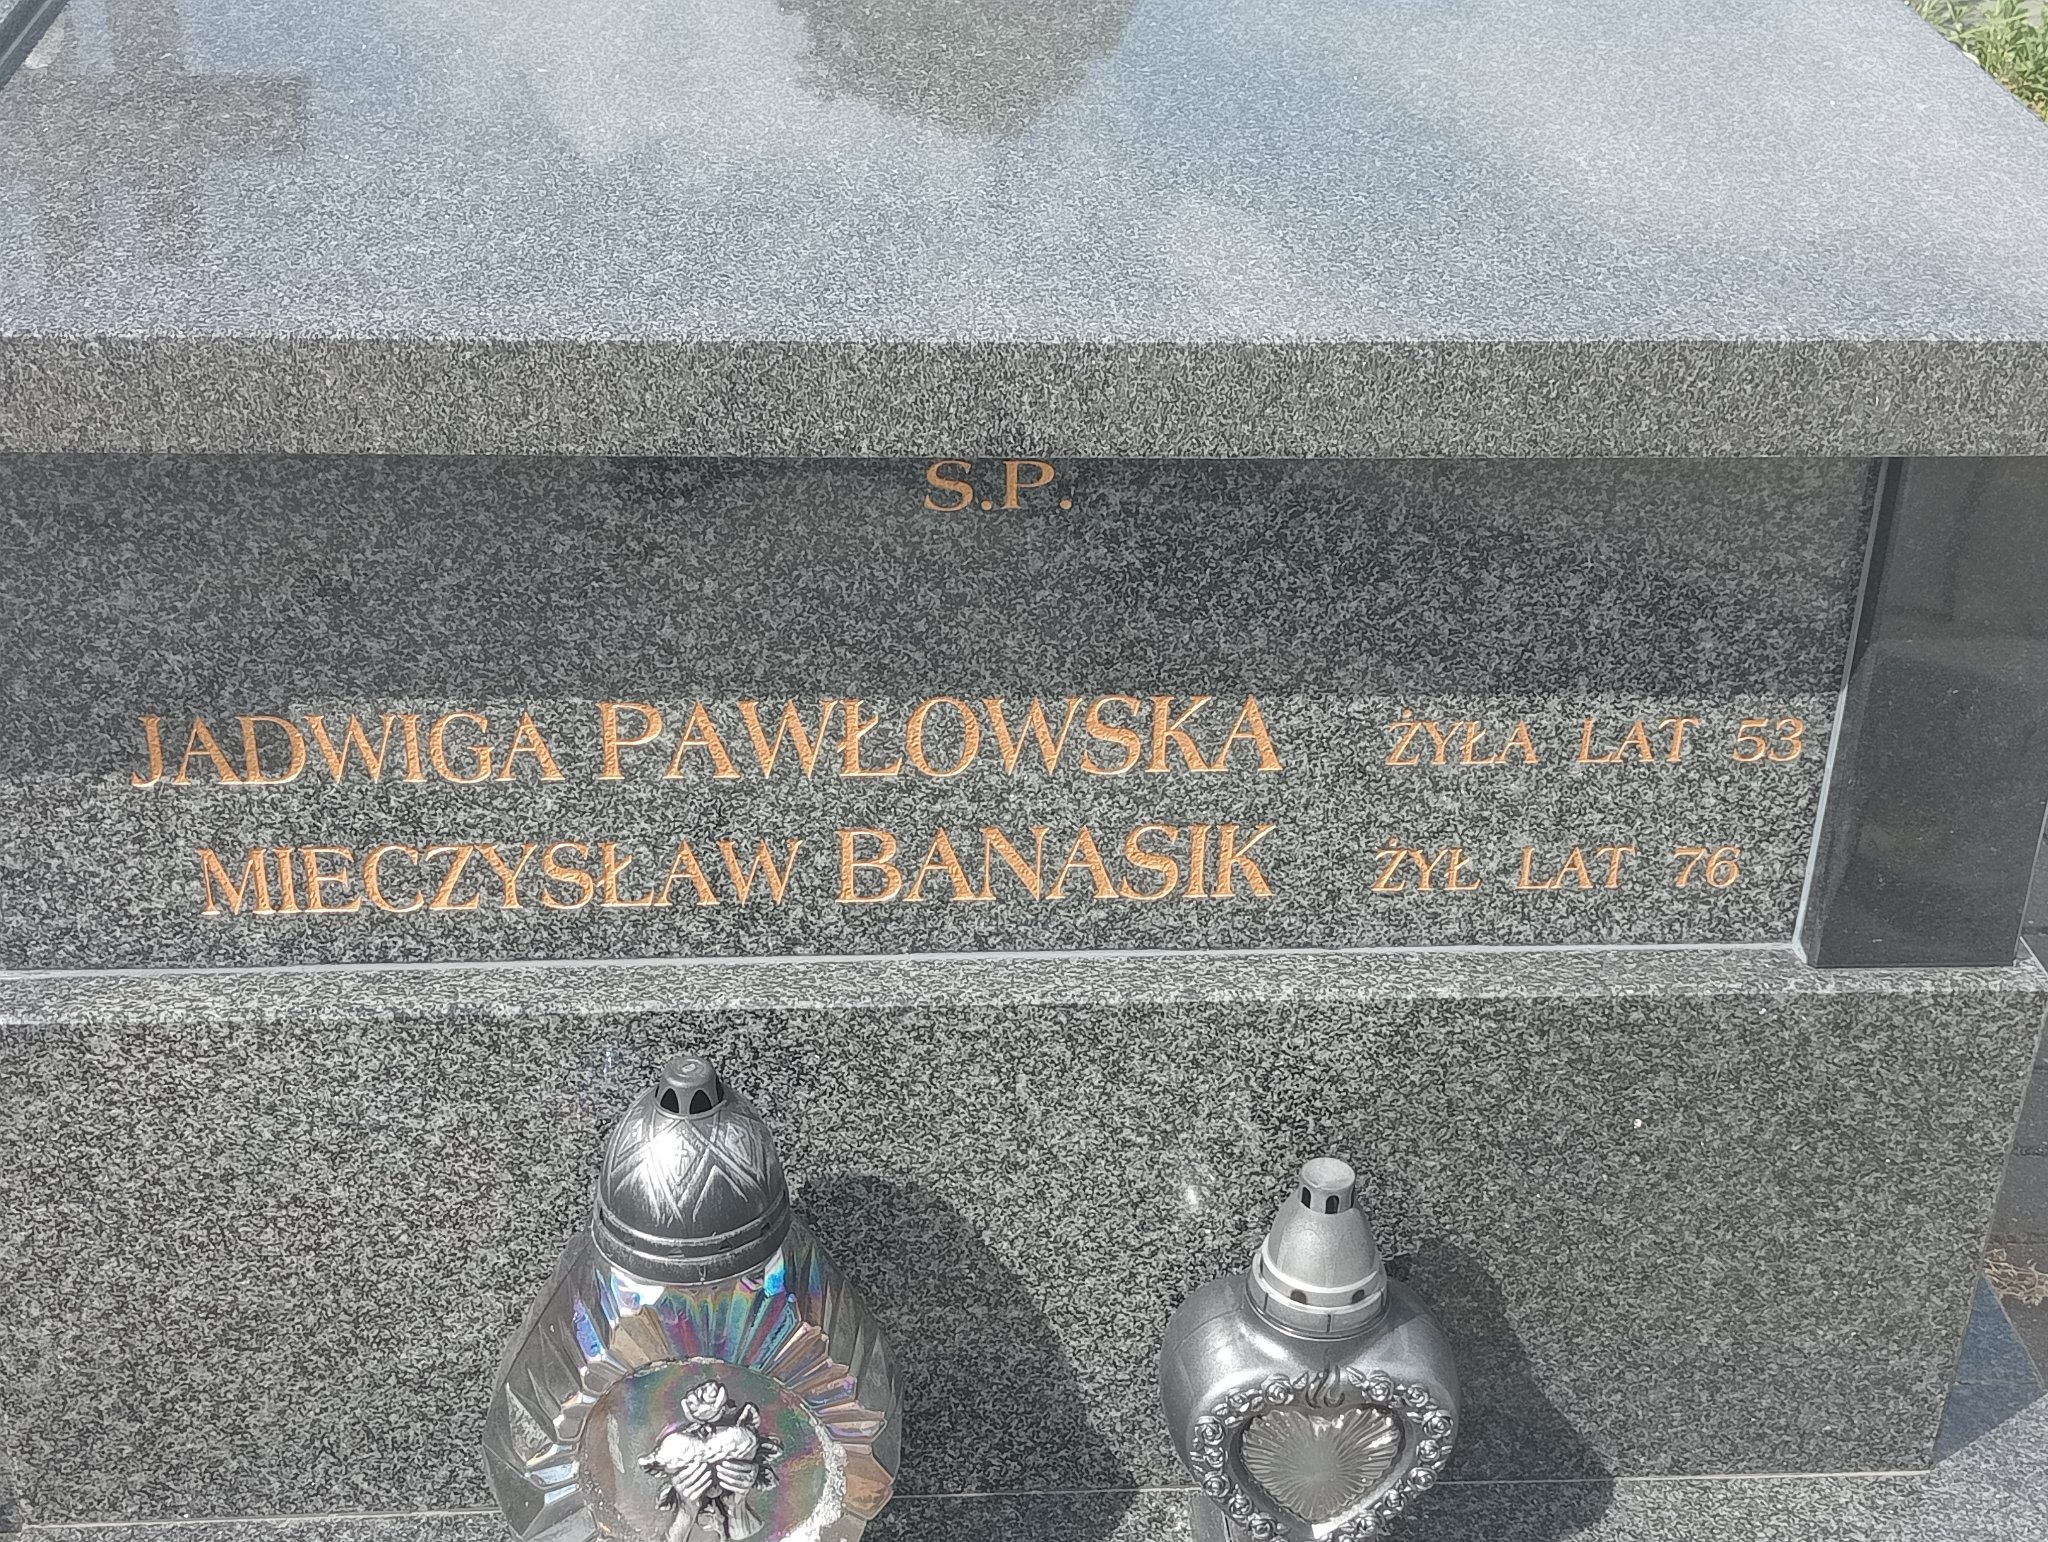 S.P.
JADWIGA PAWŁOWSKA ŻYŁA LAT 53
MIECZYSŁAW BANASIK ŻYŁ LAT 76